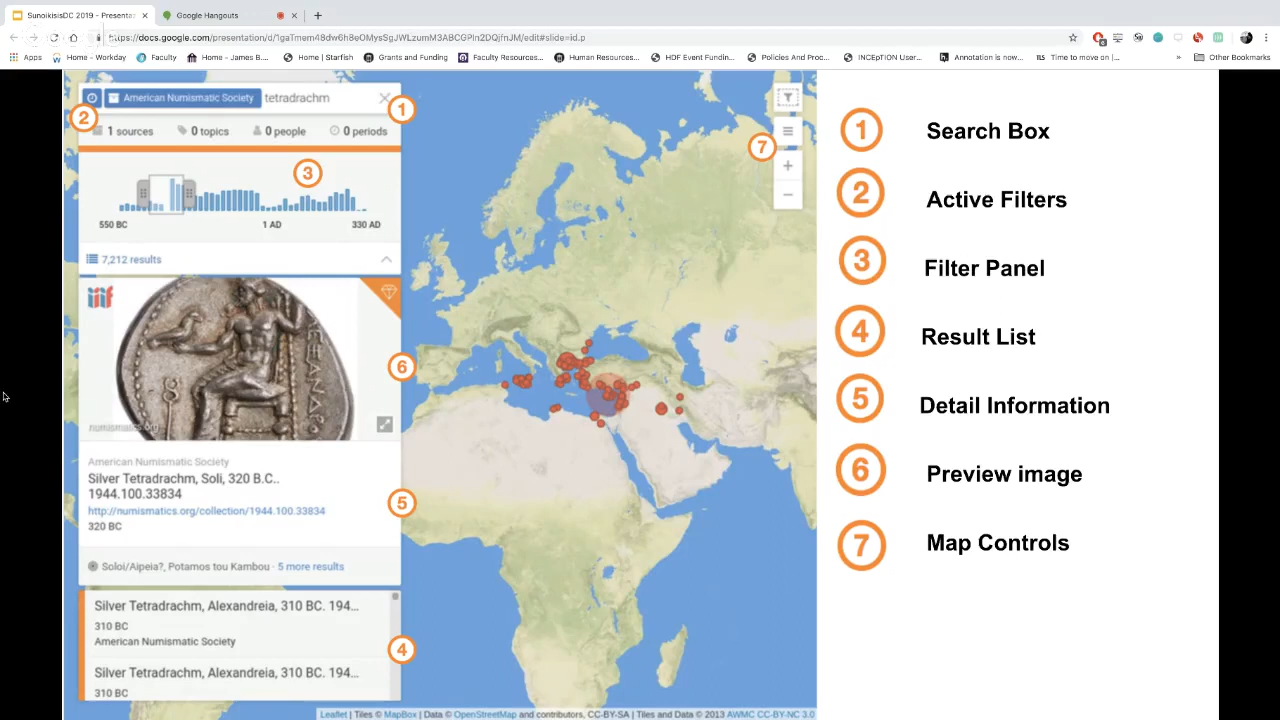 SunoikisisDC 2019 - Presentat
Google Hangouts
https://docs.google.com/presentation/d/1gaTmem48dw6h8eOMysSgJWLzumM3ABCGPIn2DQjfnJM/edit#slide=id.p
Apps
Home - Workday
Faculty
Home - James B....
Home | Starfish
Grants and Funding
Faculty Resources...
Human Resources...
HDF Event Fundin...
Policies And Proc...
INCEpTION User...
Annotation is now...
TEL
Time to move on |...
»
Other Bookmarks
American Numismatic Society
tetradrachm
1
2
1 sources
0 topics
0 people
0 periods
3
550 BC
1 AD
330 AD
7,212 results
iiif
numismatics.org
6
American Numismatic Society
Silver Tetradrachm, Soli, 320 B.C..
1944.100.33834
http://numismatics.org/collection/1944.100.33834
320 BC
5
Soloi/Aipeia?, Potamos tou Kambou · 5 more results
Silver Tetradrachm, Alexandreia, 310 BC. 194...
310 BC
American Numismatic Society
4
Silver Tetradrachm, Alexandreia, 310 BC. 194...
310 BC
7
+
−
Leaflet | Tiles © MapBox | Data © OpenStreetMap and contributors, CC-BY-SA | Tiles and Data © 2013 AWMC CC-BY-NC 3.0
1 Search Box
2 Active Filters
3 Filter Panel
4 Result List
5 Detail Information
6 Preview image
7 Map Controls